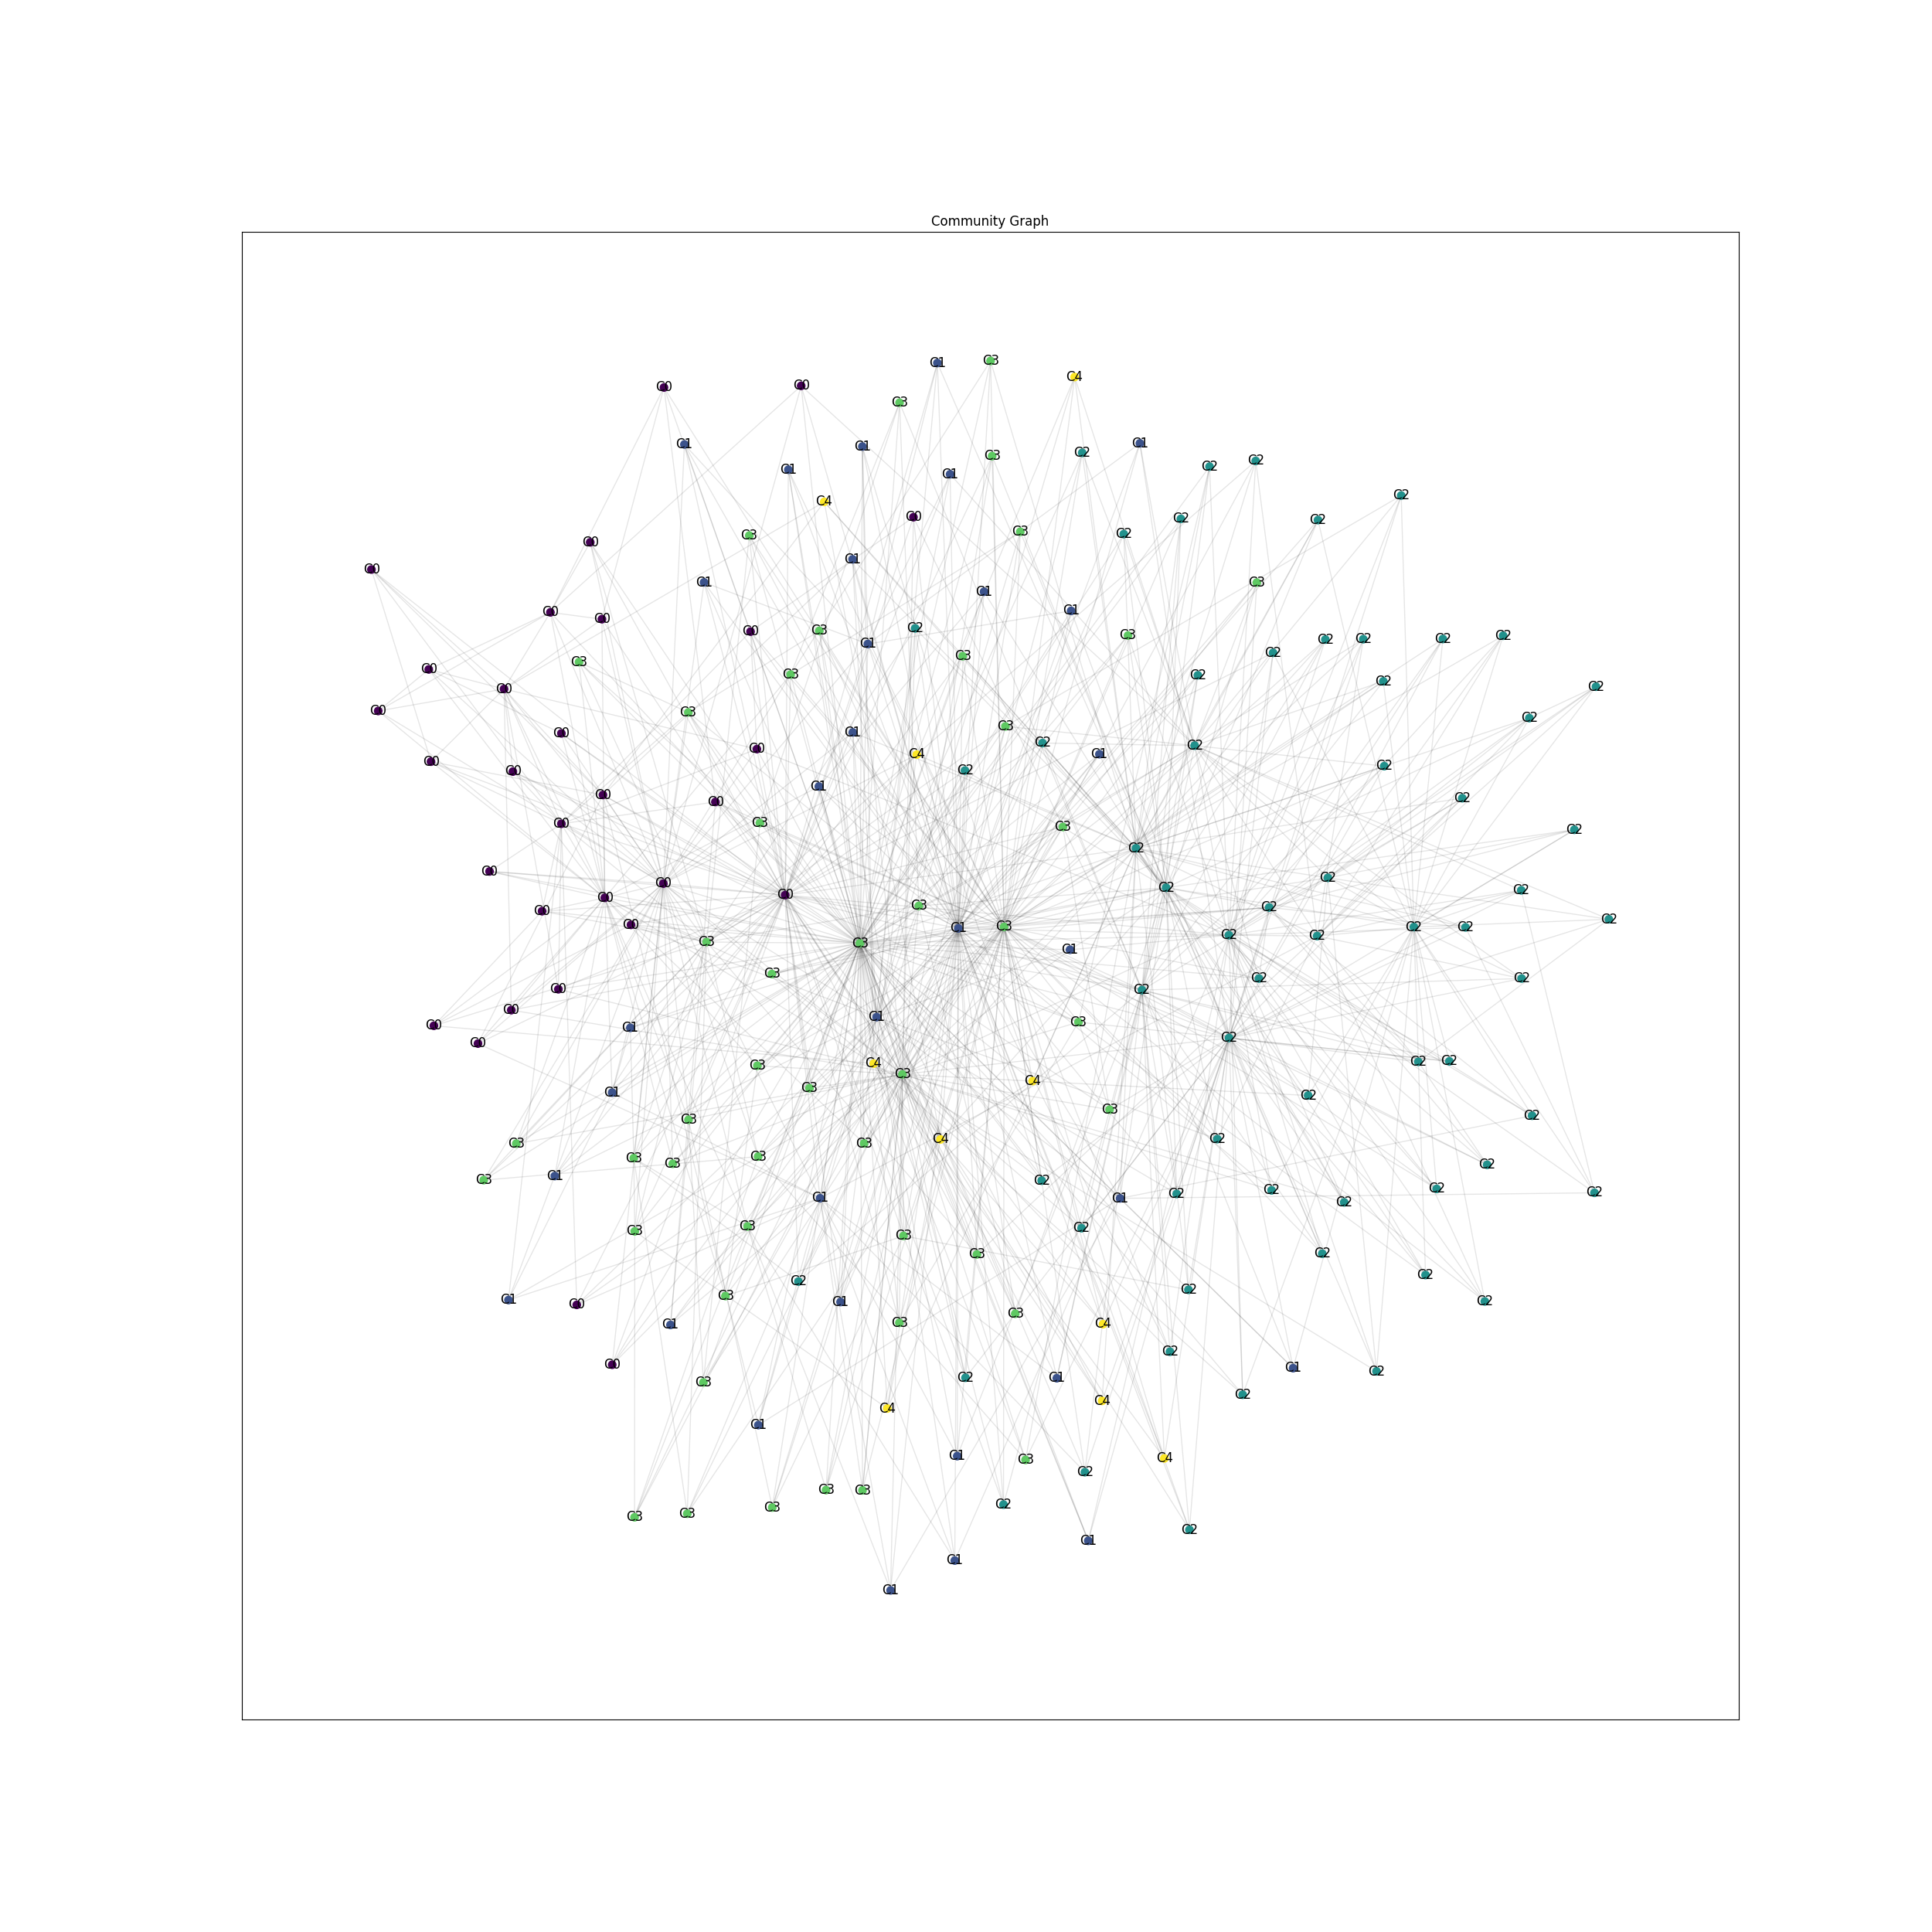 Community Graph
C1 C3
C4
C0 C0
C3
C1 C1 C1
C3 C2
C1 C1 C2 C2
C4 C2
C3 C0 C3 C2 C2 C2
C0 C1
C0 C1 C1 C3
C0 C0 C1
C0 C3 C1 C2 C3 C2 C2 C2 C2
C0 C3 C3 C2
C0 C3 C2 C2 C2
C0 C3 C2
C0 C1 C3 C2 C2
C0 C0 C4 C1
C0 C2 C2
C0 C0 C1 C2
C0 C3 C3 C2
C2
C0 C0 C2 C2
C0 C0 C2 C2
C0 C3 C2 C2
C0 C1 C3 C2 C2 C2 C2
C3 C3 C1
C3 C2 C2
C0 C2
C0 C1 C3
C0 C1 C2
C0 C3 C4 C2 C2
C3 C3 C4
C1 C2
C3 C3 C2
C3 C3 C4 C2
C3 C3 C3 C2
C3 C1 C2
C1 C1 C2 C2 C2 C2 C2
C3 C3 C3 C2
C3 C2
C2 C2 C2
C1 C0 C3 C1 C2
C1 C3 C3 C4
C0 C2 C1 C2
C3 C2 C1 C2
C4 C4
C1
C1 C3 C2 C4
C3 C3
C3 C3 C3 C2
C2
C1
C1
C1